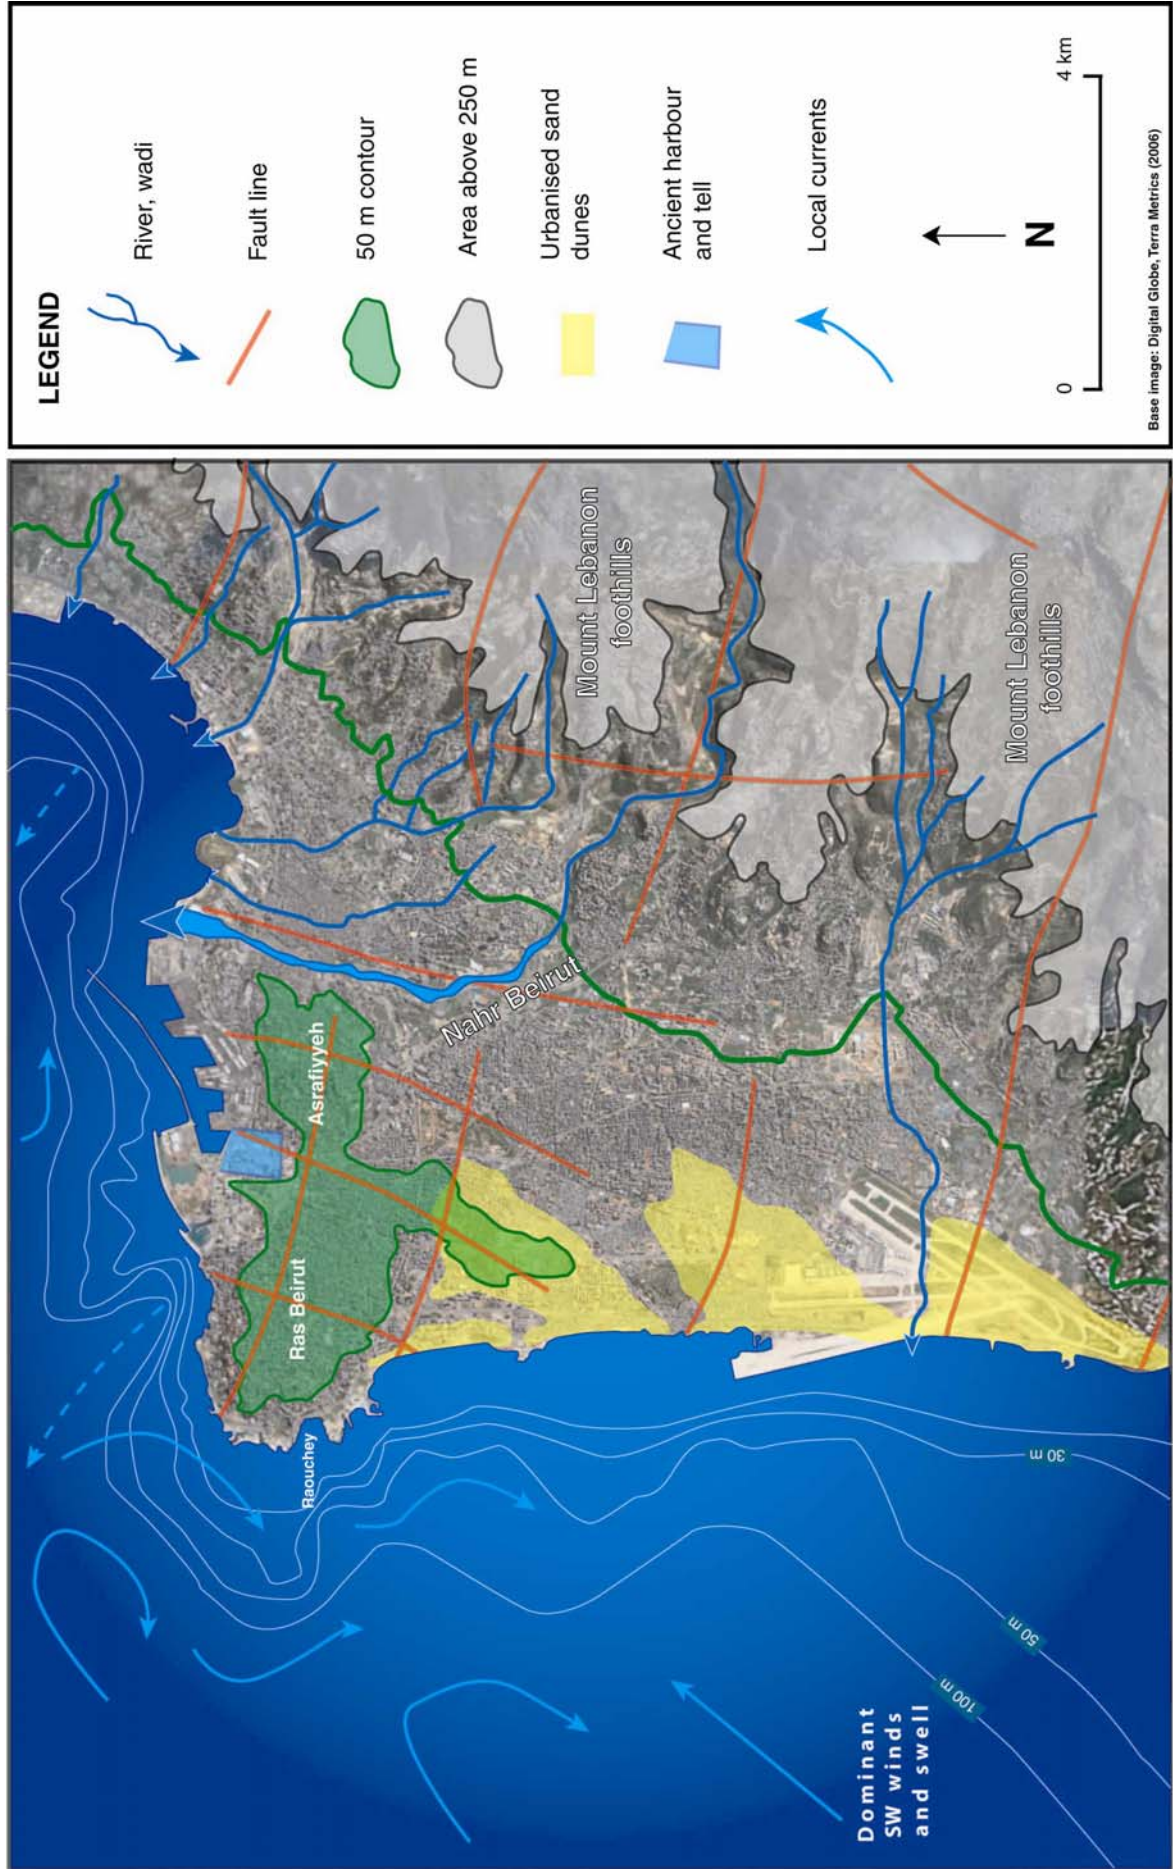 LEGEND
River, wadi
Fault line
50 m contour
Area above 250 m
Urbanised sand
dunes
Ancient harbour
and tell
Local currents
N
0
4 km
Base image: Digital Globe, Terra Metrics (2006)
Mount Lebanon
foothills
Mount Lebanon
foothills
Nahr Beirut
Asrafiyyeh
Ras Beirut
Raouchey
30 m
50 m
100 m
Dominant
SW winds
and swell